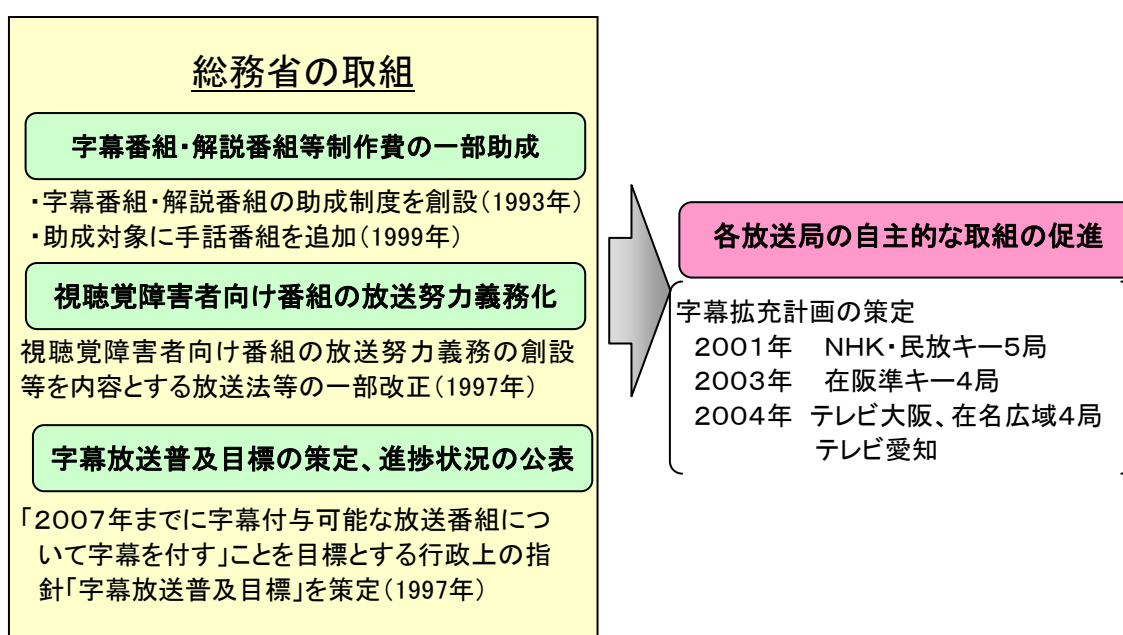 総務省の取組
字幕番組・解説番組等制作費の一部助成
・字幕番組・解説番組の助成制度を創設(1993年)
・助成対象に手話番組を追加(1999年)
視聴覚障害者向け番組の放送努力義務化
視聴覚障害者向け番組の放送努力義務の創設
等を内容とする放送法等の一部改正(1997年)
字幕放送普及目標の策定、進捗状況の公表
「2007年までに字幕付与可能な放送番組につ
いて字幕を付す」ことを目標とする行政上の指
針「字幕放送普及目標」を策定(1997年)
各放送局の自主的な取組の促進
字幕拡充計画の策定
2001年 NHK・民放キー5局
2003年 在阪準キー4局
2004年 テレビ大阪、在名広域4局
テレビ愛知